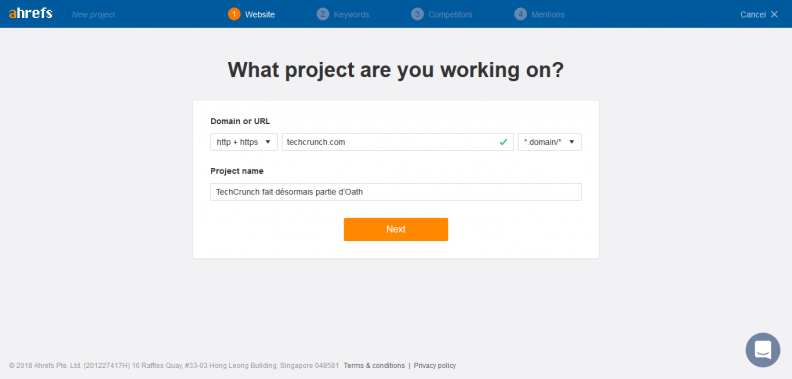 ahrefs New project 1 Website 2 Keywords 3 Competitors 4 Mentions Cancel
What project are you working on?
Domain or URL
http + https techcrunch.com *.domain/*
Project name
TechCrunch fait désormais partie d'Oath
Next
© 2018 Ahrefs Pte. Ltd. (201227417H) 16 Raffles Quay, #33-03 Hong Leong Building, Singapore 048581 Terms & conditions | Privacy policy